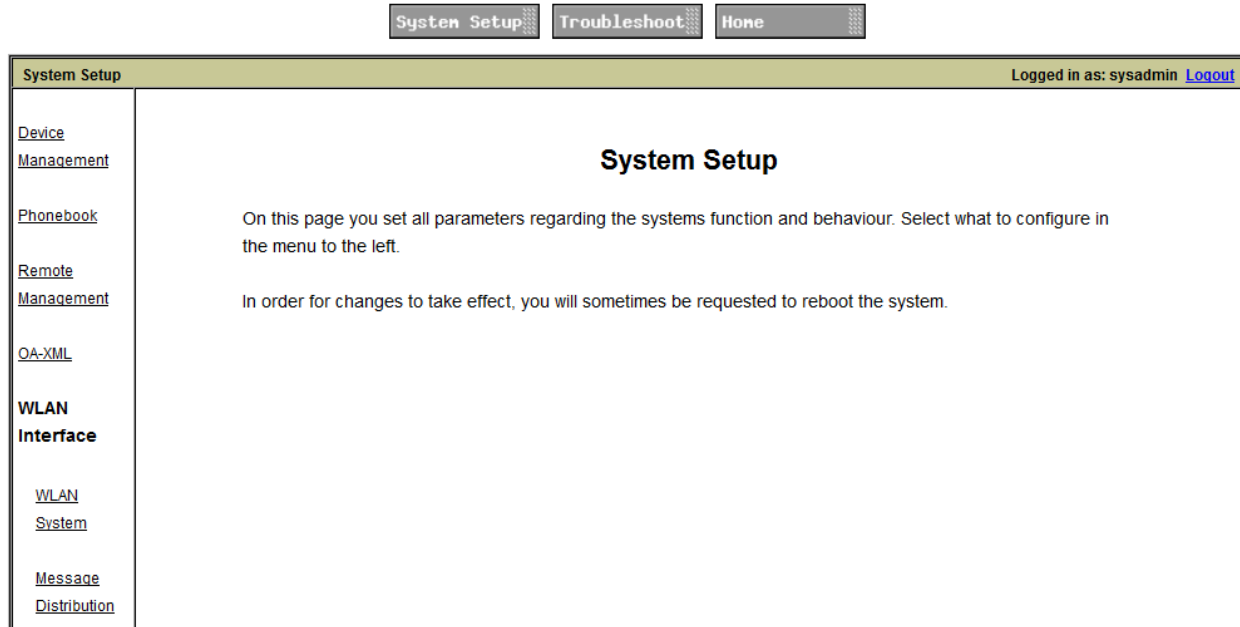 System Setup
Troubleshoot
Home
System Setup
Logged in as: sysadmin Logout
Device
Management
Phonebook
Remote
Management
OA-XML
WLAN
Interface
WLAN
System
Message
Distribution
System Setup
On this page you set all parameters regarding the systems function and behaviour. Select what to configure in
the menu to the left.
In order for changes to take effect, you will sometimes be requested to reboot the system.